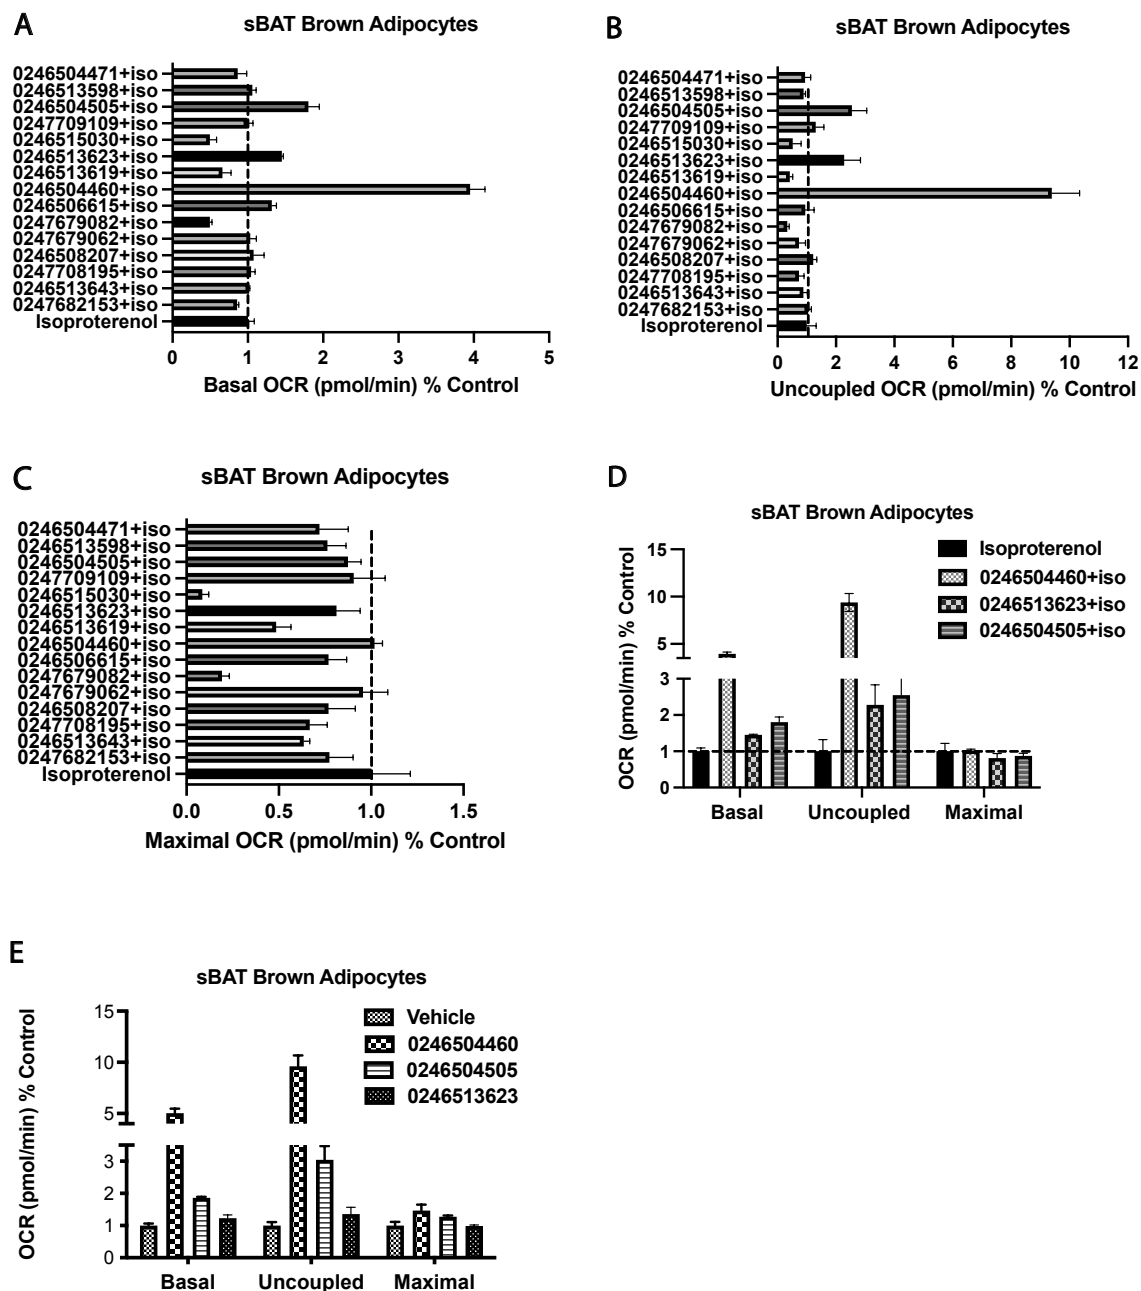 A
sBAT Brown Adipocytes
0246504471+iso
0246513598+iso
0246504505+iso
0247709109+iso
0246515030+iso
0246513623+iso
0246513619+iso
0246504460+iso
0246506615+iso
0247679082+iso
0247679062+iso
0246508207+iso
0247708195+iso
0246513643+iso
0247682153+iso
Isoproterenol
0 1 2 3 4 5
Basal OCR (pmol/min) % Control
B
sBAT Brown Adipocytes
0246504471+iso
0246513598+iso
0246504505+iso
0247709109+iso
0246515030+iso
0246513623+iso
0246513619+iso
0246504460+iso
0246506615+iso
0247679082+iso
0247679062+iso
0246508207+iso
0247708195+iso
0246513643+iso
0247682153+iso
Isoproterenol
0 2 4 6 8 10 12
Uncoupled OCR (pmol/min) % Control
C
sBAT Brown Adipocytes
0246504471+iso
0246513598+iso
0246504505+iso
0247709109+iso
0246515030+iso
0246513623+iso
0246513619+iso
0246504460+iso
0246506615+iso
0247679082+iso
0247679062+iso
0246508207+iso
0247708195+iso
0246513643+iso
0247682153+iso
Isoproterenol
0.0 0.5 1.0 1.5
Maximal OCR (pmol/min) % Control
D
sBAT Brown Adipocytes
OCR (pmol/min) % Control
15
10
5
3
2
1
0
Isoproterenol
0246504460+iso
0246513623+iso
0246504505+iso
Basal Uncoupled Maximal
E
sBAT Brown Adipocytes
OCR (pmol/min) % Control
15
10
5
3
2
1
0
Vehicle
0246504460
0246504505
0246513623
Basal Uncoupled Maximal